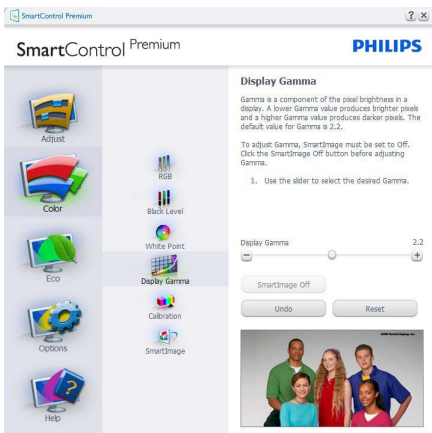 SmartControl Premium
SmartControl Premium
PHILIPS
Adjust
Color
Eco
Options
Help
RGB
Black Level
White Point
Display Gamma
Calibration
SmartImage
Display Gamma
Gamma is a component of the pixel brightness in a
display. A lower Gamma value produces brighter pixels
and a higher Gamma value produces darker pixels. The
default value for Gamma is 2.2.
To adjust Gamma, SmartImage must be set to Off.
Click the SmartImage Off button before adjusting
Gamma.
1. Use the slider to select the desired Gamma.
Display Gamma 2.2
SmartImage Off
Undo Reset